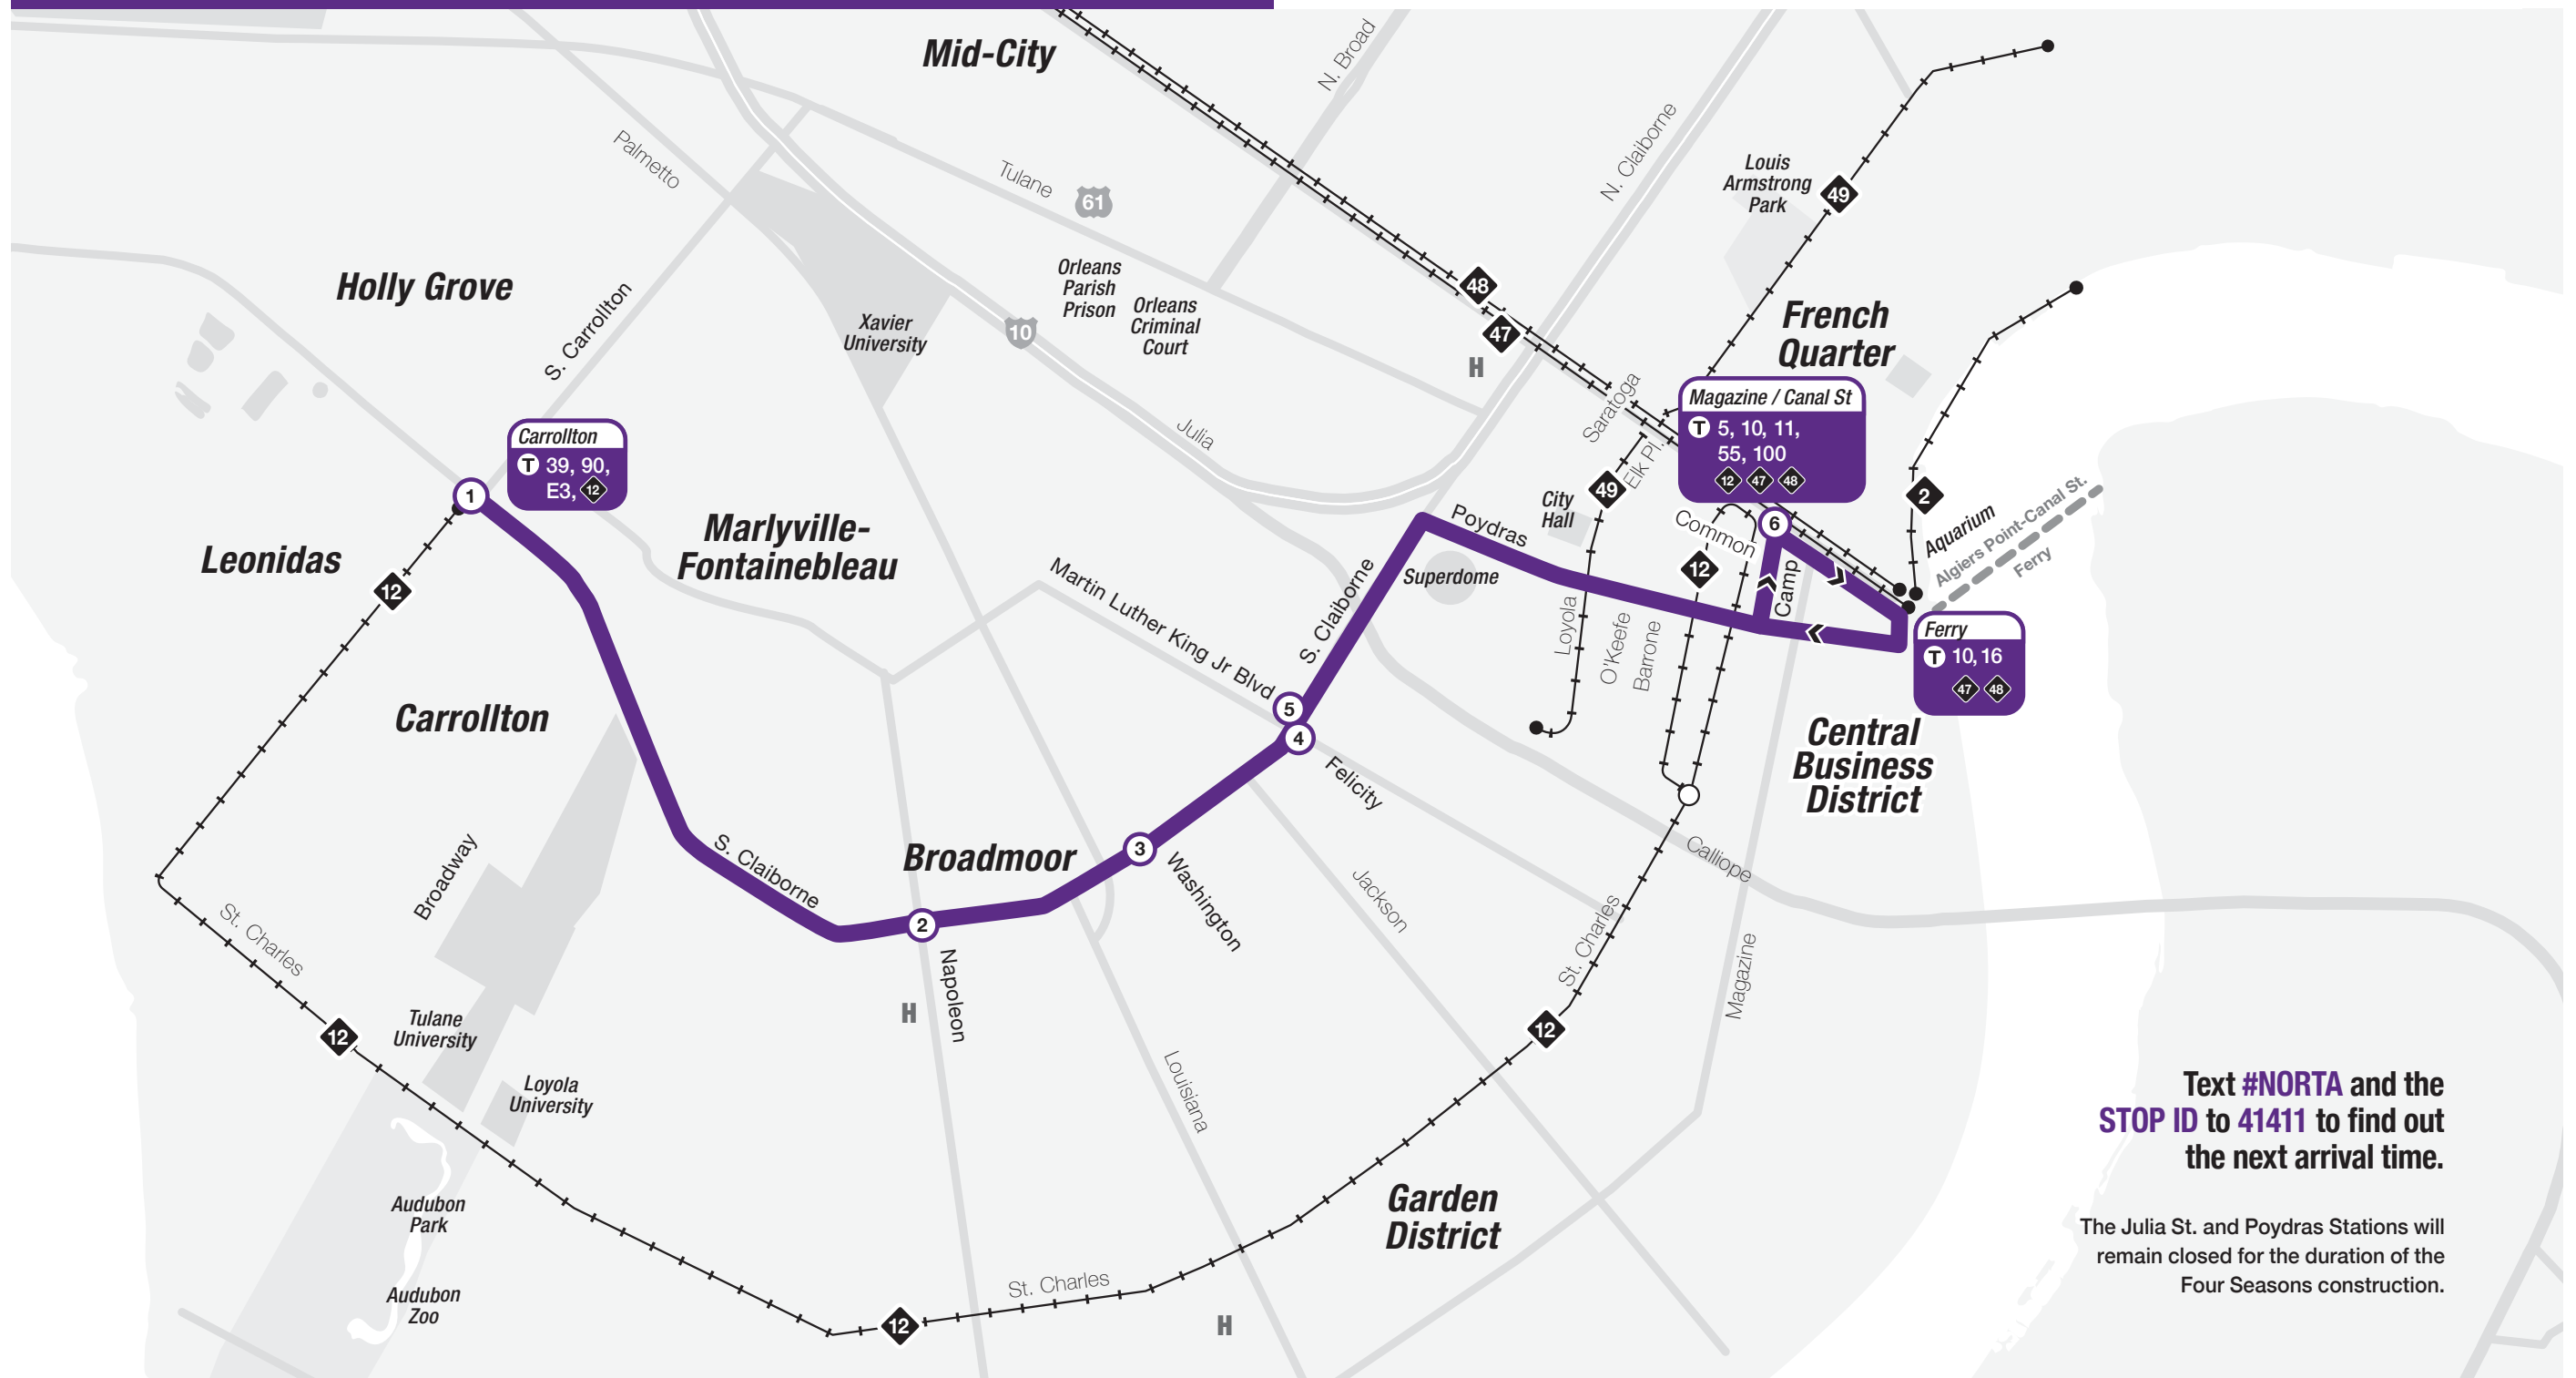 Mid-City
N. Broad
N. Claiborne
Louis
Armstrong
Park
49
Palmetto
Tulane
61
Holly Grove
S. Carrollton
Xavier
University
10
Orleans
Parish
Prison
Orleans
Criminal
Court
48
47
H
French
Quarter
Julia
Saratoga
Elk Pl.
Magazine / Canal St
T 5, 10, 11,
55, 100
12 47 48
Carrollton
T 39, 90,
E3, 12
1
Leonidas
12
Marlyville-
Fontainebleau
Martin Luther King Jr Blvd
S. Claiborne
Poydras
Superdome
City
Hall
49
Common
12
6
Camp
2
Aquarium
Algiers Point-Canal St.
Ferry
Ferry
T 10, 16
47 48
Loyola
O'Keefe
Barrone
Central
Business
District
Carrollton
5
4
Felicity
Broadway
S. Claiborne
Broadmoor
3
Washington
2
Napoleon
H
Jackson
Calliope
St. Charles
Magazine
St. Charles
12
Tulane
University
Loyola
University
Louisiana
12
Audubon
Park
Audubon
Zoo
Garden
District
St. Charles
12
H
Text #NORTA and the
STOP ID to 41411 to find out
the next arrival time.
The Julia St. and Poydras Stations will
remain closed for the duration of the
Four Seasons construction.